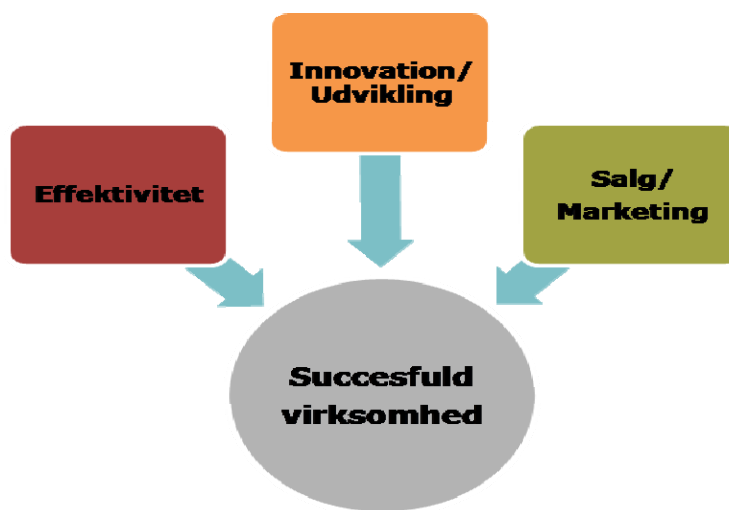 Innovation/
Udvikling
Effektivitet
Salg/
Marketing
Succesfuld
virksomhed